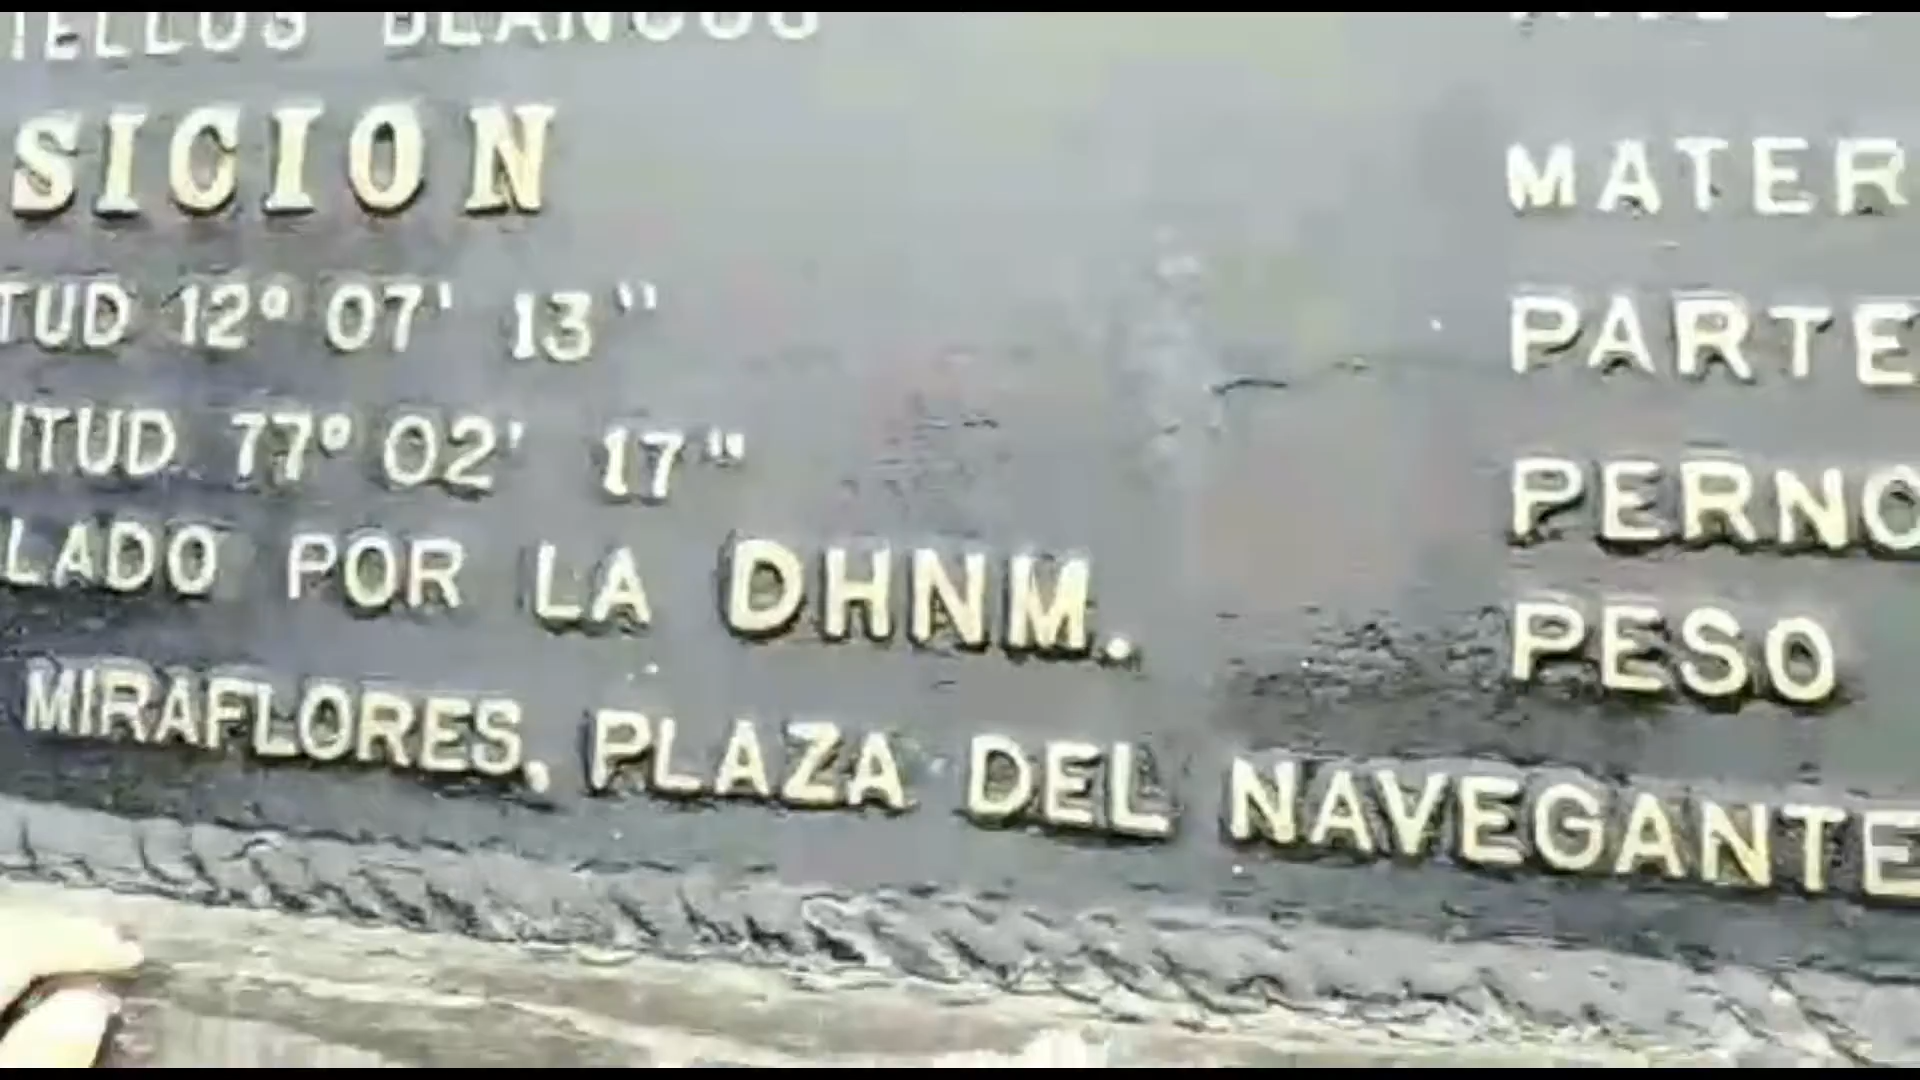 BLANCOS
SICION
TUD 12° 07' 13"
ITUD 77° 02' 17"
LADO POR LA DHNM.
MIRAFLORES, PLAZA DEL NAVEGANTE
MATER
PARTE
PERNO
PESO